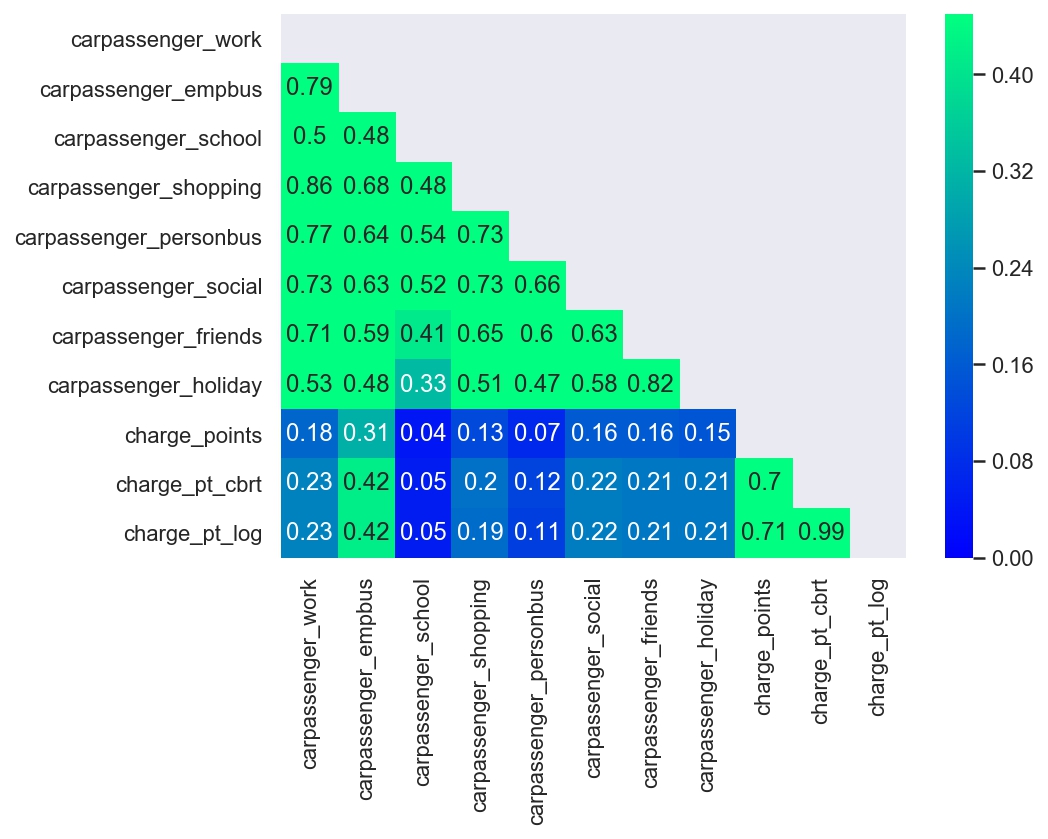 carpassenger_work
carpassenger_empbus 0.79
carpassenger_school 0.5 0.48
carpassenger_shopping 0.86 0.68 0.48
carpassenger_personbus 0.77 0.64 0.54 0.73
carpassenger_social 0.73 0.63 0.52 0.73 0.66
carpassenger_friends 0.71 0.59 0.41 0.65 0.6 0.63
carpassenger_holiday 0.53 0.48 0.33 0.51 0.47 0.58 0.82
charge_points 0.18 0.31 0.04 0.13 0.07 0.16 0.16 0.15
charge_pt_cbrt 0.23 0.42 0.05 0.2 0.12 0.22 0.21 0.21 0.7
charge_pt_log 0.23 0.42 0.05 0.19 0.11 0.22 0.21 0.21 0.71 0.99
carpassenger_work
carpassenger_empbus
carpassenger_school
carpassenger_shopping
carpassenger_personbus
carpassenger_social
carpassenger_friends
carpassenger_holiday
charge_points
charge_pt_cbrt
charge_pt_log
0.40
0.32
0.24
0.16
0.08
0.00